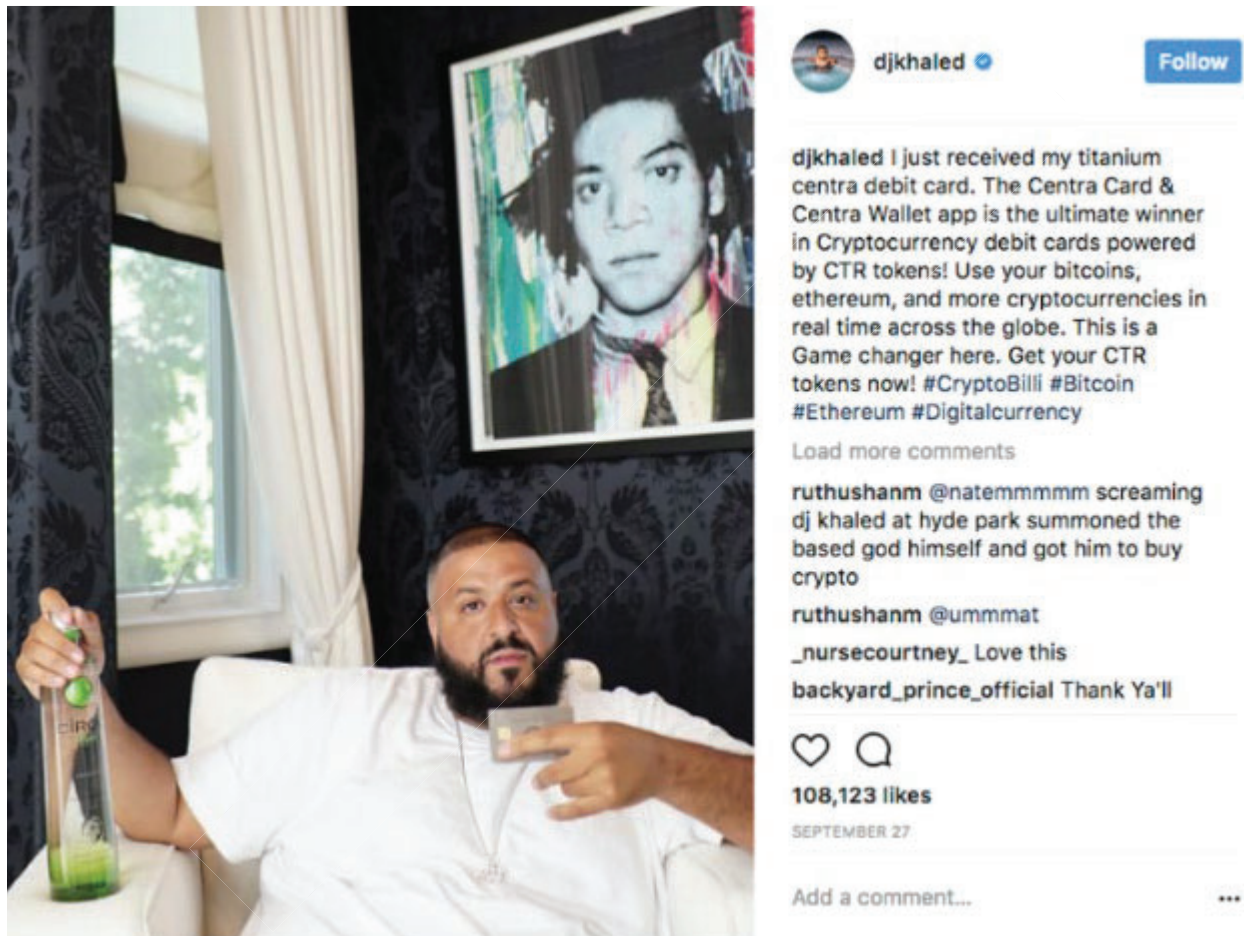 djkhaled
Follow
djkhaled I just received my titanium
centra debit card. The Centra Card &
Centra Wallet app is the ultimate winner
in Cryptocurrency debit cards powered
by CTR tokens! Use your bitcoins,
ethereum, and more cryptocurrencies in
real time across the globe. This is a
Game changer here. Get your CTR
tokens now! #CryptoBilli #Bitcoin
#Ethereum #Digitalcurrency
Load more comments
ruthushanm @natemmmmm screaming
dj khaled at hyde park summoned the
based god himself and got him to buy
crypto
ruthushanm @ummmat
_nursecourtney_ Love this
backyard_prince_official Thank Ya'll
108,123 likes
SEPTEMBER 27
Add a comment...
CÎROC